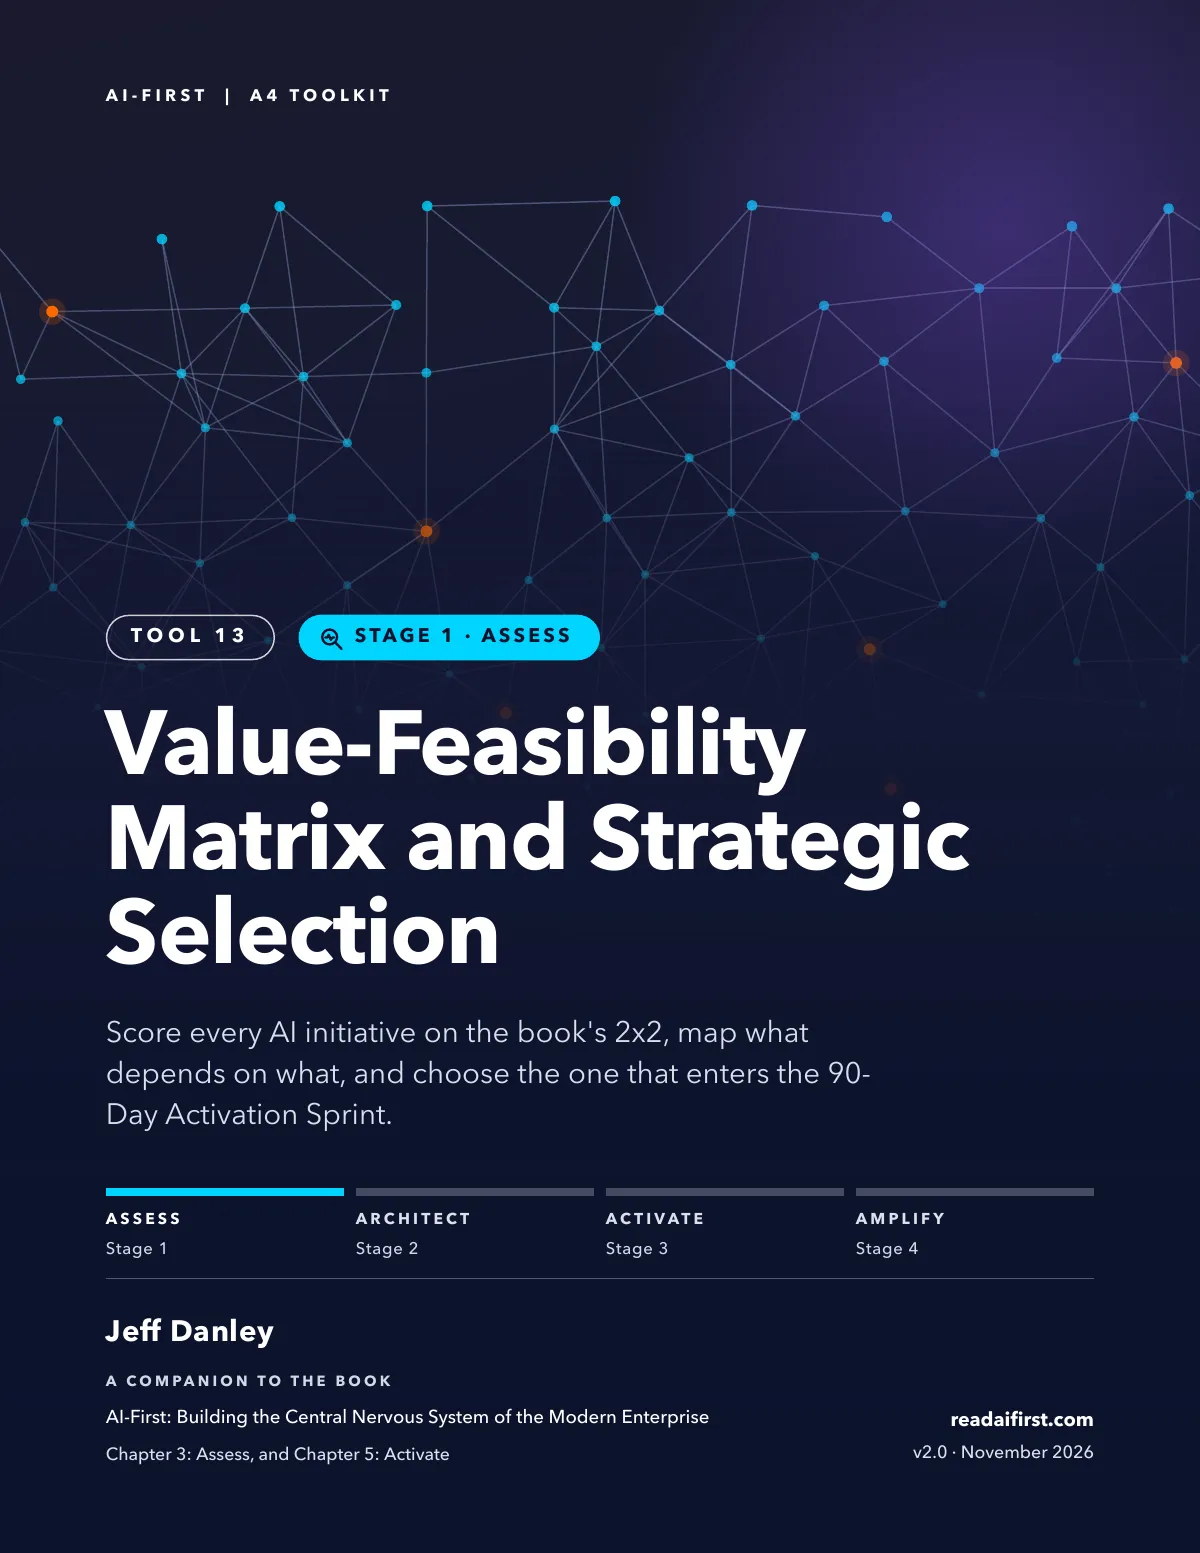 AI-FIRST | A4 TOOLKIT
TOOL 13
STAGE 1 · ASSESS
Value-Feasibility
Matrix and Strategic
Selection
Score every AI initiative on the book's 2x2, map what
depends on what, and choose the one that enters the 90-
Day Activation Sprint.
ASSESS
Stage 1
ARCHITECT
Stage 2
ACTIVATE
Stage 3
AMPLIFY
Stage 4
Jeff Danley
A COMPANION TO THE BOOK
AI-First: Building the Central Nervous System of the Modern Enterprise
Chapter 3: Assess, and Chapter 5: Activate
readaifirst.com
v2.0 · November 2026